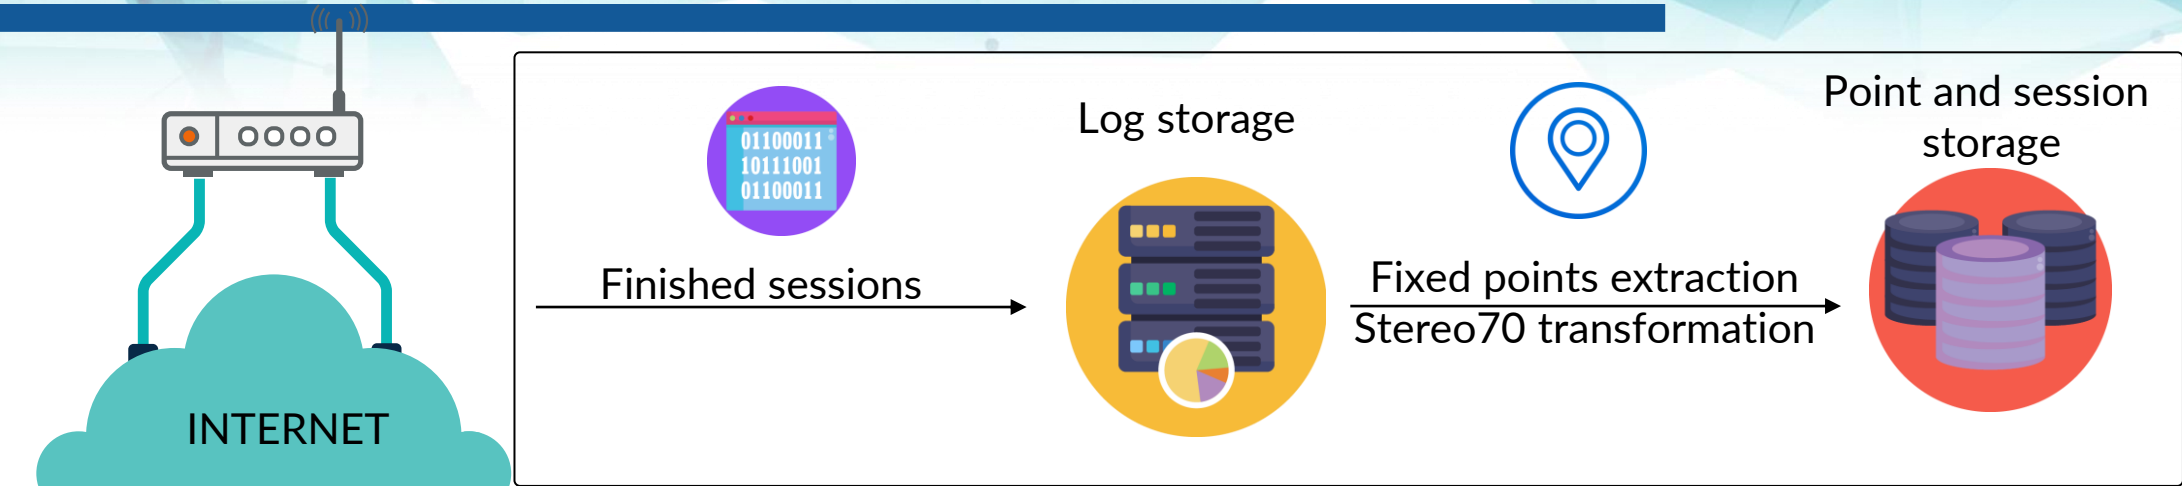 INTERNET
01100011
10111001
01100011
Finished sessions
Log storage
Fixed points extraction
Stereo70 transformation
Point and session
storage